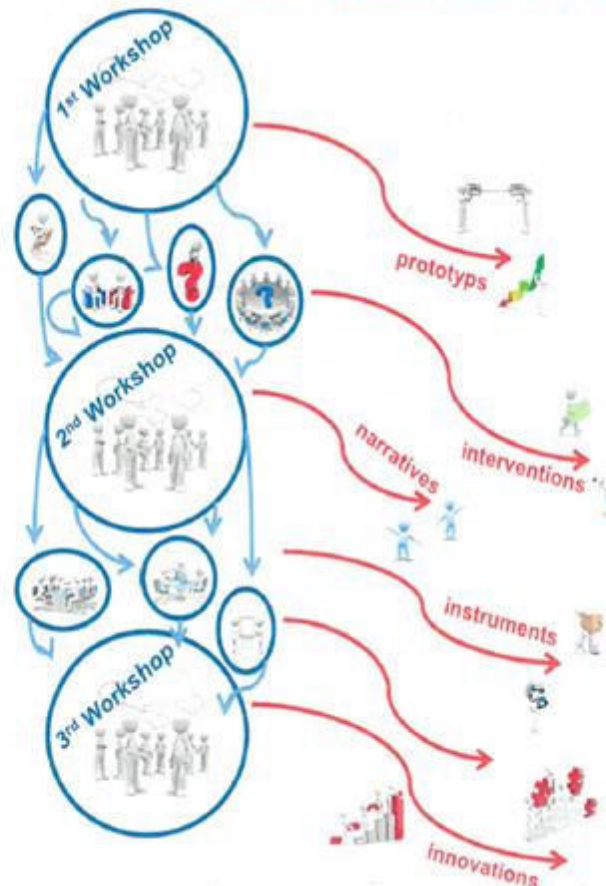 1st Workshop
prototyps
2nd Workshop
narratives
interventions
instruments
3rd Workshop
innovations